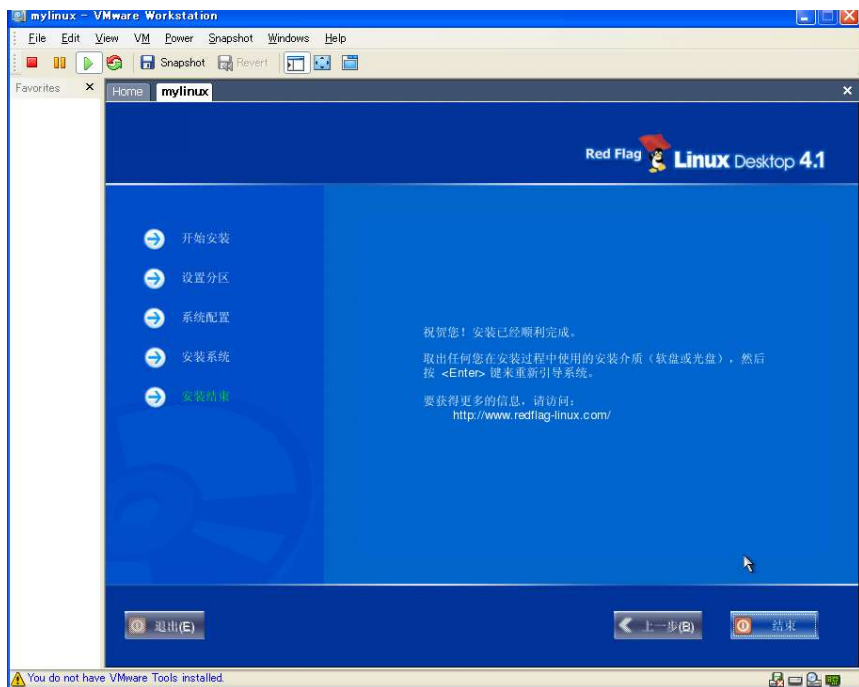 mylinux - VMware Workstation
File Edit View VM Power Snapshot Windows Help
Snapshot Revert
Favorites
Home mylinux
Red Flag Linux Desktop 4.1
开始安装
设置分区
系统配置
安装系统
安装结束
祝贺您！安装已经顺利完成。
取出任何您在安装过程中使用的安装介质（软盘或光盘），然后
按 <Enter> 键来重新引导系统。
要获得更多的信息，请访问：
http://www.redflag-linux.com/
退出(E)
上一步(B)
结束
You do not have VMware Tools installed.